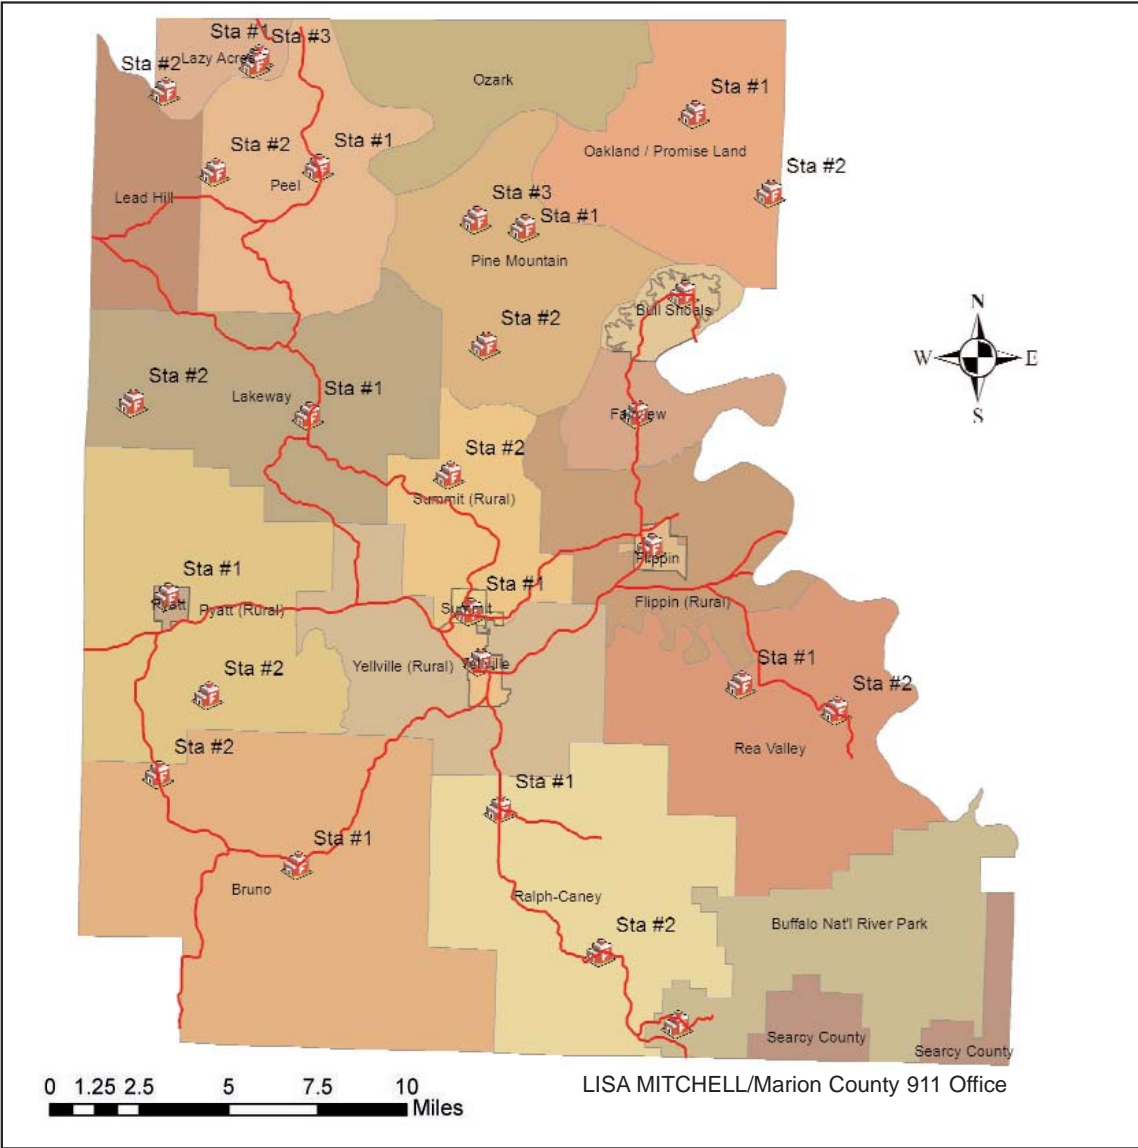 Sta #1
Sta #3
Lazy Acres
Sta #2
Ozark
Sta #1
Sta #2
Sta #1
Oakland / Promise Land
Sta #2
Peel
Lead Hill
Sta #3
Sta #1
Pine Mountain
N
Bull Shoals
Sta #2
W
E
S
Sta #2
Lakeway
Sta #1
Fairview
Sta #2
Summit (Rural)
Flippin
Sta #1
Sta #1
Pyatt
Pyatt (Rural)
Summit
Flippin (Rural)
Yellville (Rural)
Yellville
Sta #2
Sta #1
Sta #2
Rea Valley
Sta #2
Sta #1
Sta #1
Bruno
Ralph-Caney
Sta #2
Buffalo Nat'l River Park
Searcy County
Searcy County
0 1.25 2.5 5 7.5 10
Miles
LISA MITCHELL/Marion County 911 Office